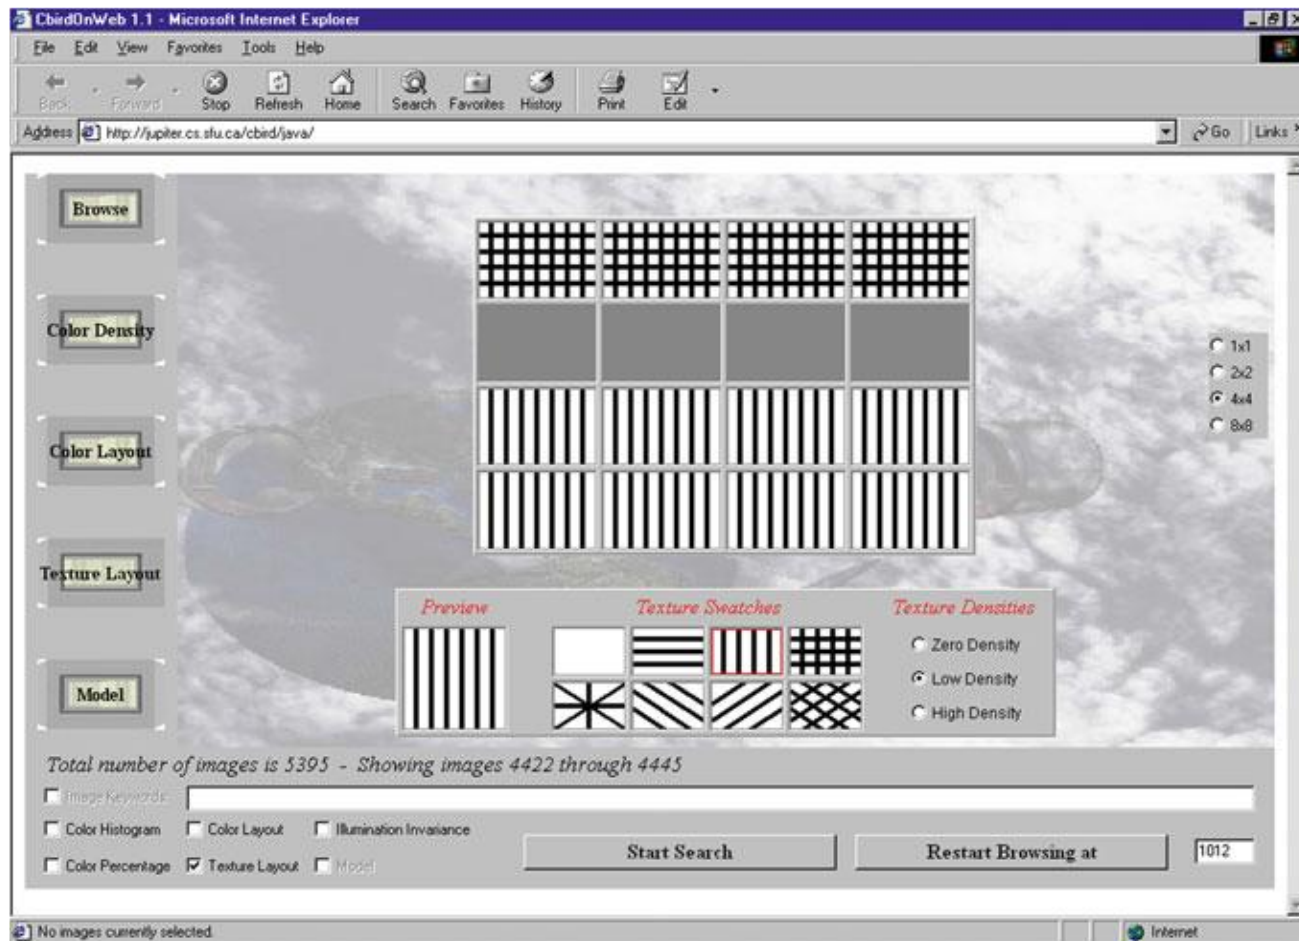 CbirdOnWeb 1.1 - Microsoft Internet Explorer
File Edit View Favorites Tools Help
Back Forward Stop Refresh Home Search Favorites History Print Edit
Address http://jupiter.cs.sfu.ca/cbird/java/ Go Links
Browse
Color Density
1x1
2x2
4x4
8x8
Color Layout
Texture Layout
Preview Texture Swatches Texture Densities
Zero Density
Low Density
High Density
Model
Total number of images is 5395 - Showing images 4422 through 4445
Image Keywords
Color Histogram Color Layout Illumination Invariance
Start Search Restart Browsing at 1012
Color Percentage Texture Layout Model
No images currently selected. Internet